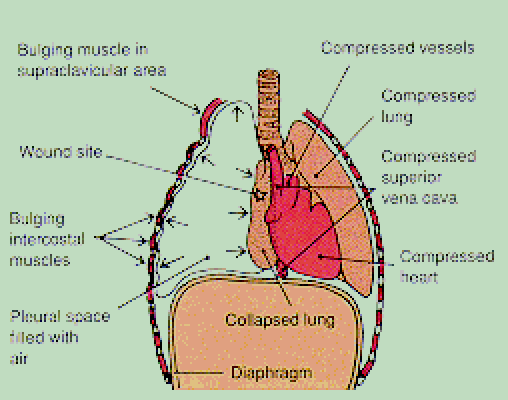 Bulging muscle in
supraclavicular area
Compressed vessels
Compressed
lung
Wound site
Compressed
superior
vena cava
Bulging
intercostal
muscles
Compressed
heart
Pleural space
filled with
air
Collapsed lung
Diaphragm